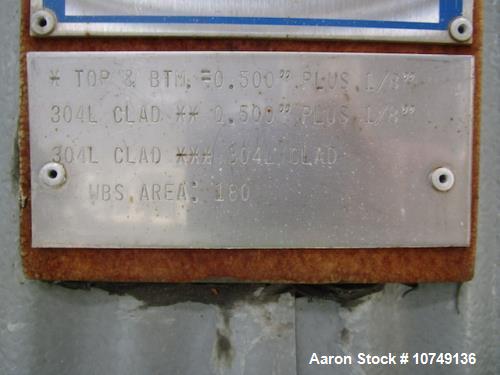 * TOP & BTM. =0.500" PLUS 1/8"
304L CLAD ** 0.500" PLUS 1/8"
304L CLAD *** 304L CLAD
WBS AREA: 180
Aaron Stock # 10749136